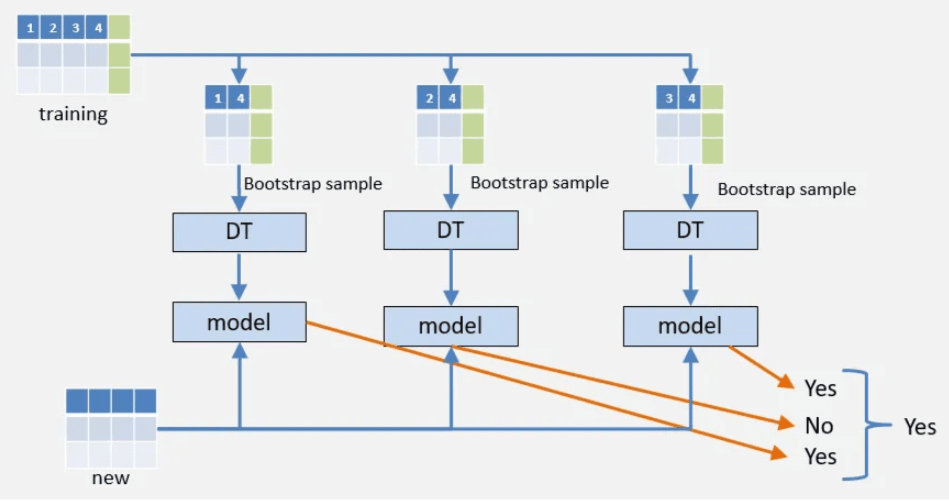 1 2 3 4
training
1 4
2 4
3 4
Bootstrap sample
Bootstrap sample
Bootstrap sample
DT
DT
DT
model
model
model
new
Yes
No
Yes
Yes